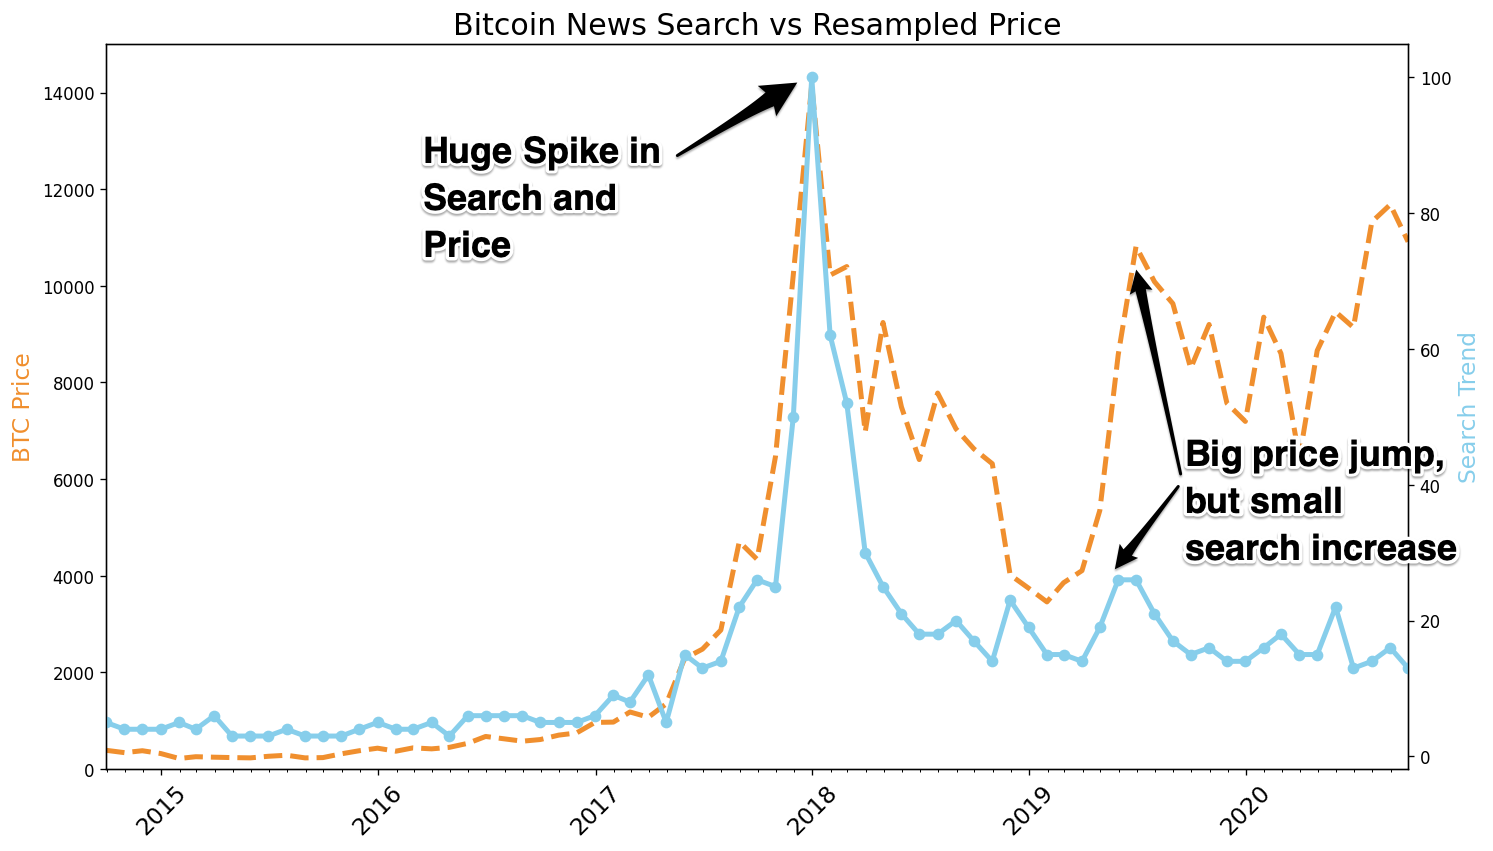 Bitcoin News Search vs Resampled Price
14000
12000
10000
8000
6000
4000
2000
0
BTC Price
Huge Spike in
Search and
Price
Big price jump,
but small
search increase
100
80
60
40
20
0
Search Trend
2015
2016
2017
2018
2019
2020